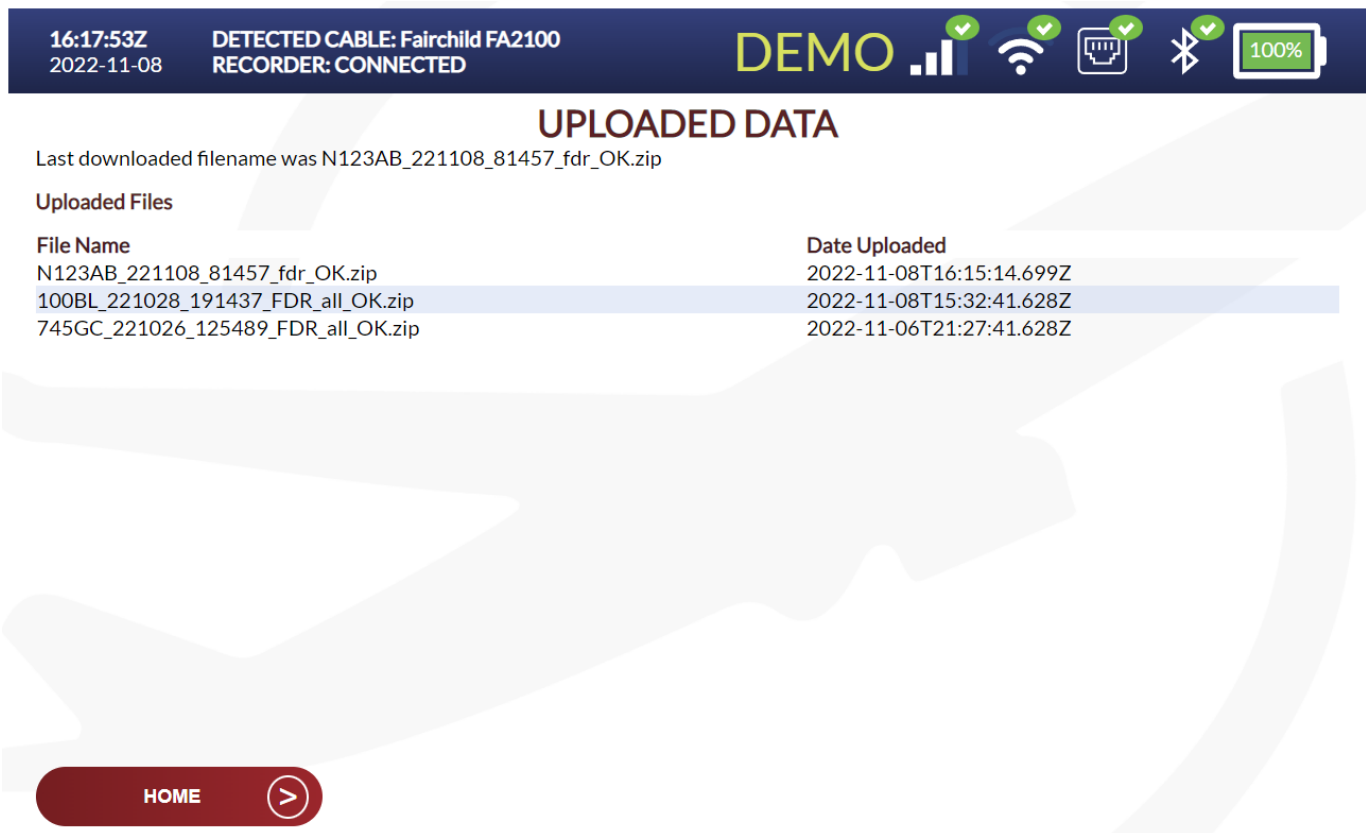 16:17:53Z
2022-11-08
DETECTED CABLE: Fairchild FA2100
RECORDER: CONNECTED
DEMO
100%
UPLOADED DATA
Last downloaded filename was N123AB_221108_81457_fdr_OK.zip
Uploaded Files
File Name Date Uploaded
N123AB_221108_81457_fdr_OK.zip 2022-11-08T16:15:14.699Z
100BL_221028_191437_FDR_all_OK.zip 2022-11-08T15:32:41.628Z
745GC_221026_125489_FDR_all_OK.zip 2022-11-06T21:27:41.628Z
HOME >